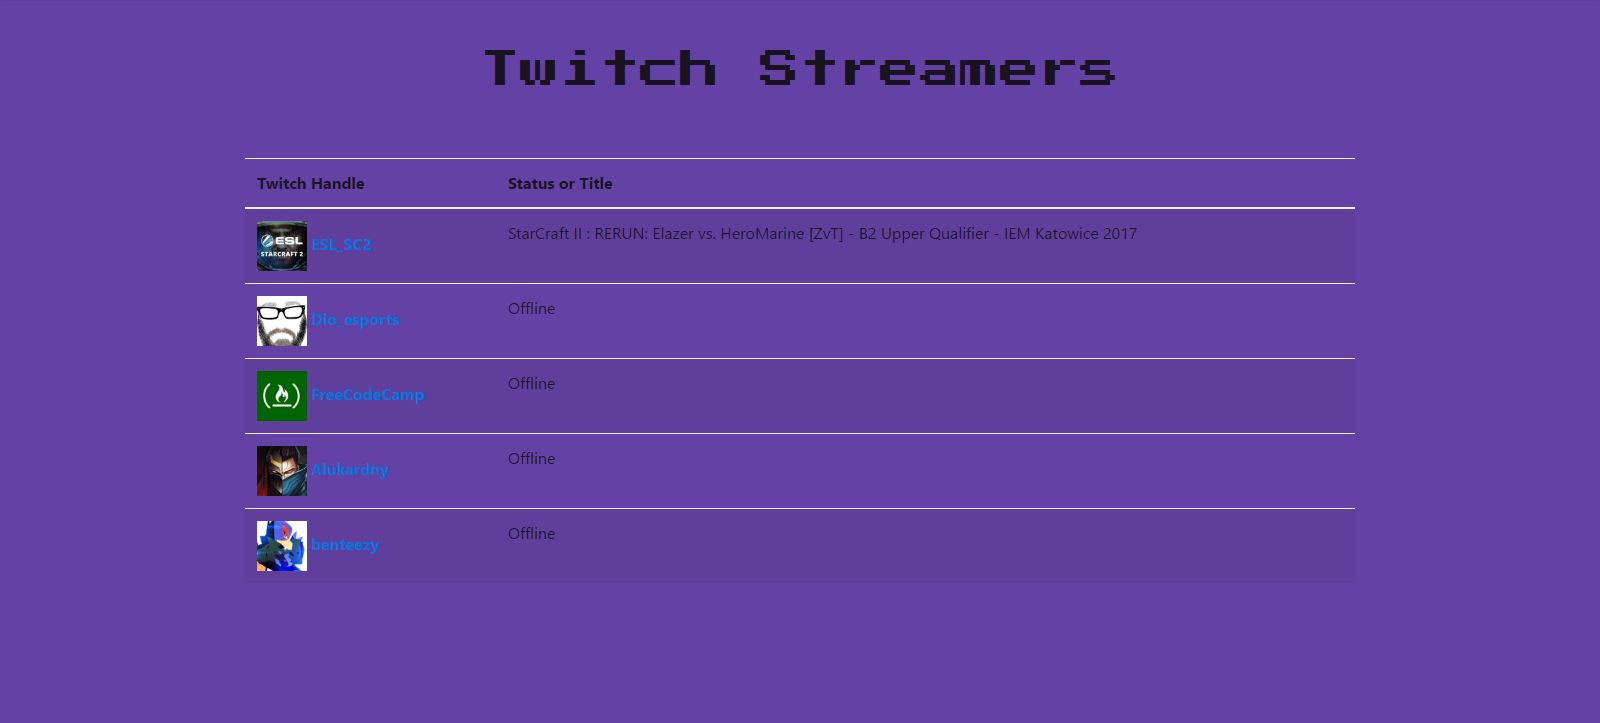 Twitch Streamers
Twitch Handle Status or Title
ESL STARCRAFT 2 ESL_SC2 StarCraft II : RERUN: Elazer vs. HeroMarine [ZvT] - B2 Upper Qualifier - IEM Katowice 2017
Dio_esports Offline
FreeCodeCamp Offline
Alukardny Offline
benteezy Offline